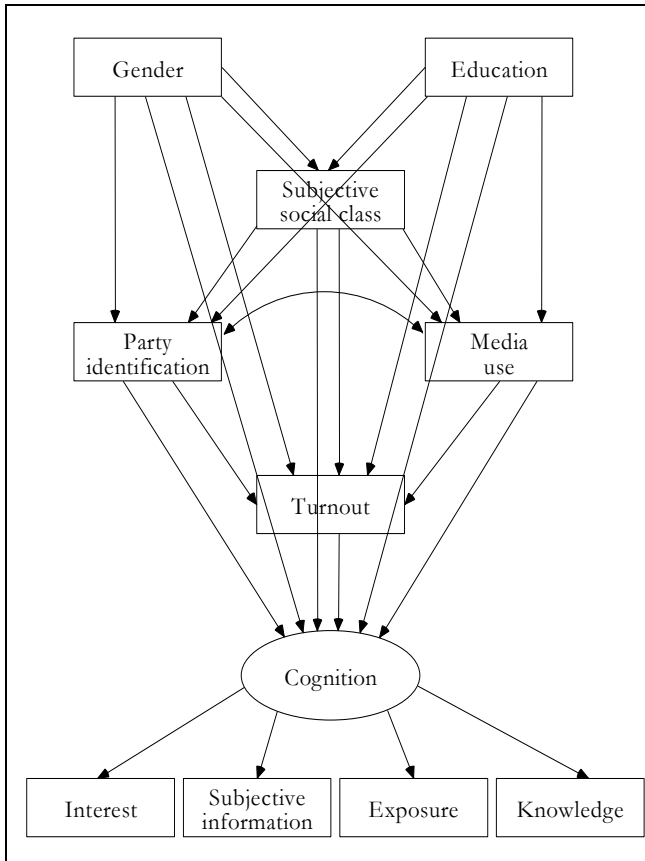 Gender
Education
Subjective
social class
Party
identification
Media
use
Turnout
Cognition
Interest
Subjective
information
Exposure
Knowledge